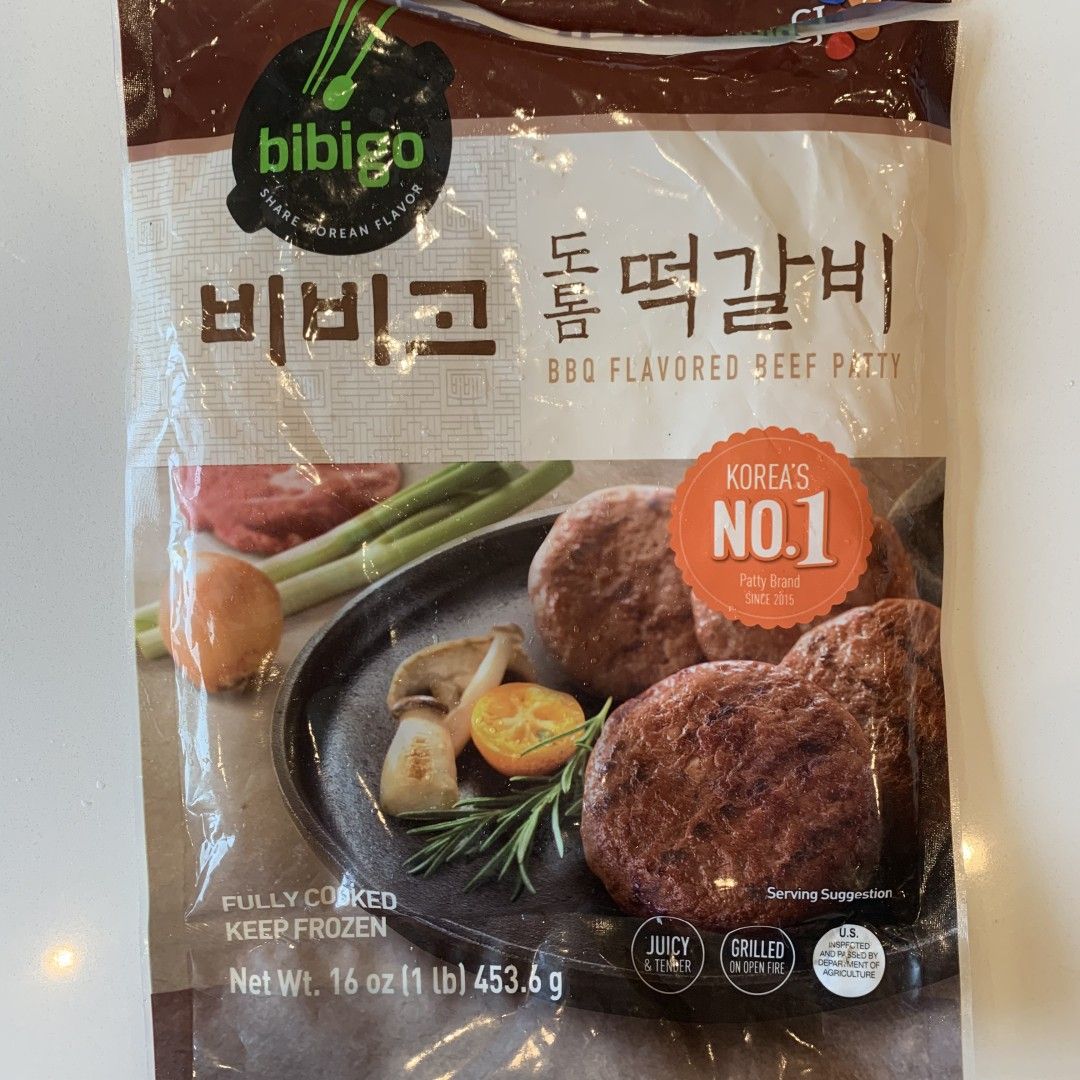 CJ
bibigo
SHARE KOREAN FLAVOR
비비고
도톰 떡갈비
BBQ FLAVORED BEEF PATTY
KOREA'S
NO.1
Patty Brand
SINCE 2015
Serving Suggestion
FULLY COOKED
KEEP FROZEN
Net Wt. 16 oz (1 lb) 453.6 g
JUICY
& TENDER
GRILLED
ON OPEN FIRE
U.S.
INSPECTED
AND PASSED BY
DEPARTMENT OF
AGRICULTURE